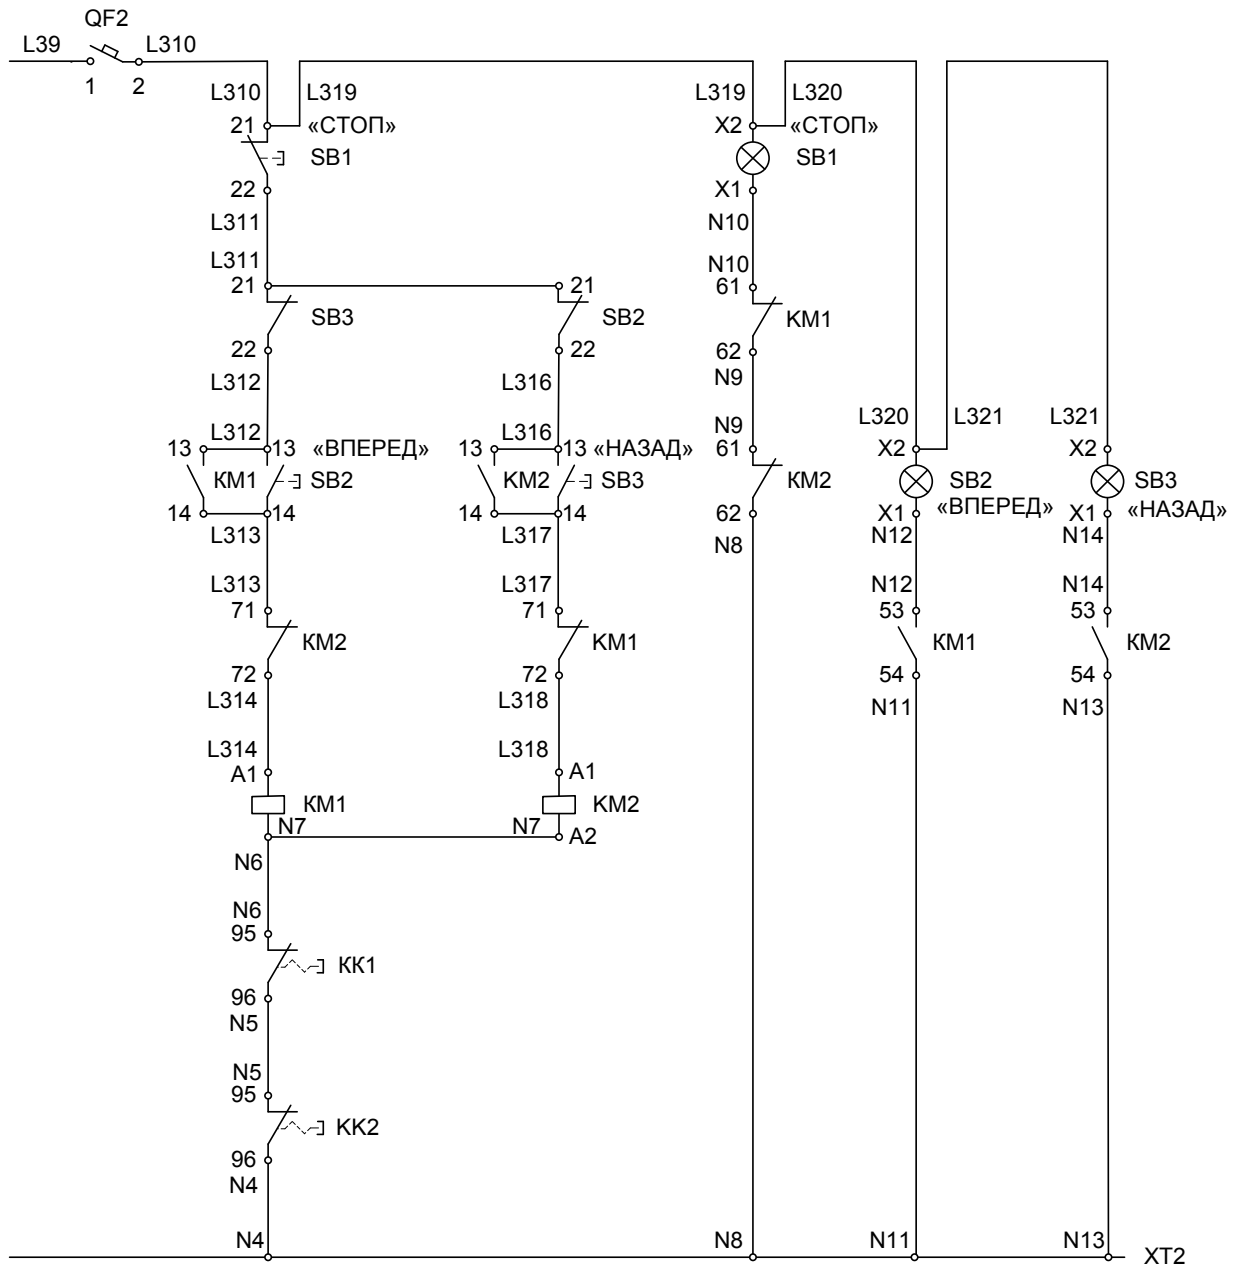 QF2
L39 L310
1 2
L310 L319 L319 L320
21 «СТОП» X2 «СТОП»
SB1 SB1
22 X1
L311 N10
L311 N10
21 21 61
SB3 SB2 KM1
22 22 62
L312 L316 N9
L312 L316 N9 L320 L321 L321
13 13 «ВПЕРЕД» 13 13 «НАЗАД» 61 X2 X2
KM1 SB2 KM2 SB3 KM2 SB2 SB3
14 14 14 14 62 X1 «ВПЕРЕД» X1 «НАЗАД»
L313 L317 N8 N12 N14
L313 L317 N12 N14
71 71 53 53
KM2 KM1 KM1 KM2
72 72 54 54
L314 L318 N11 N13
L314 L318
A1 A1
KM1 KM2
N7 N7 A2
N6
N6
95
КК1
96
N5
N5
95
КК2
96
N4
N4 N8 N11 N13 XT2